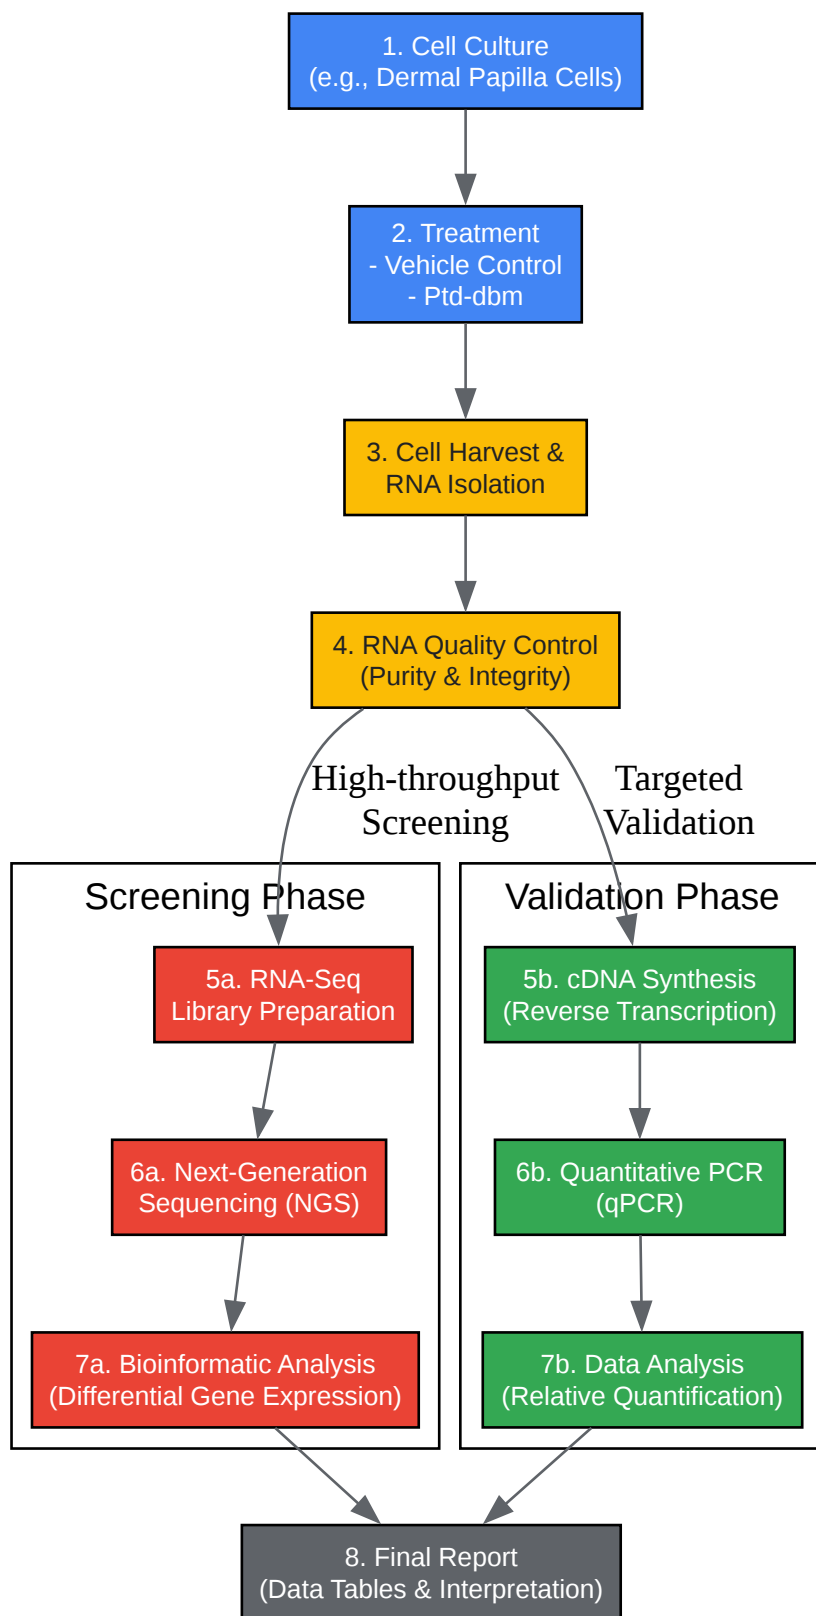 1. Cell Culture
(e.g., Dermal Papilla Cells)
2. Treatment
- Vehicle Control
- Ptd-dbm
3. Cell Harvest &
RNA Isolation
4. RNA Quality Control
(Purity & Integrity)
High-throughput
Screening
Targeted
Validation
Screening Phase
5a. RNA-Seq
Library Preparation
6a. Next-Generation
Sequencing (NGS)
7a. Bioinformatic Analysis
(Differential Gene Expression)
Validation Phase
5b. cDNA Synthesis
(Reverse Transcription)
6b. Quantitative PCR
(qPCR)
7b. Data Analysis
(Relative Quantification)
8. Final Report
(Data Tables & Interpretation)